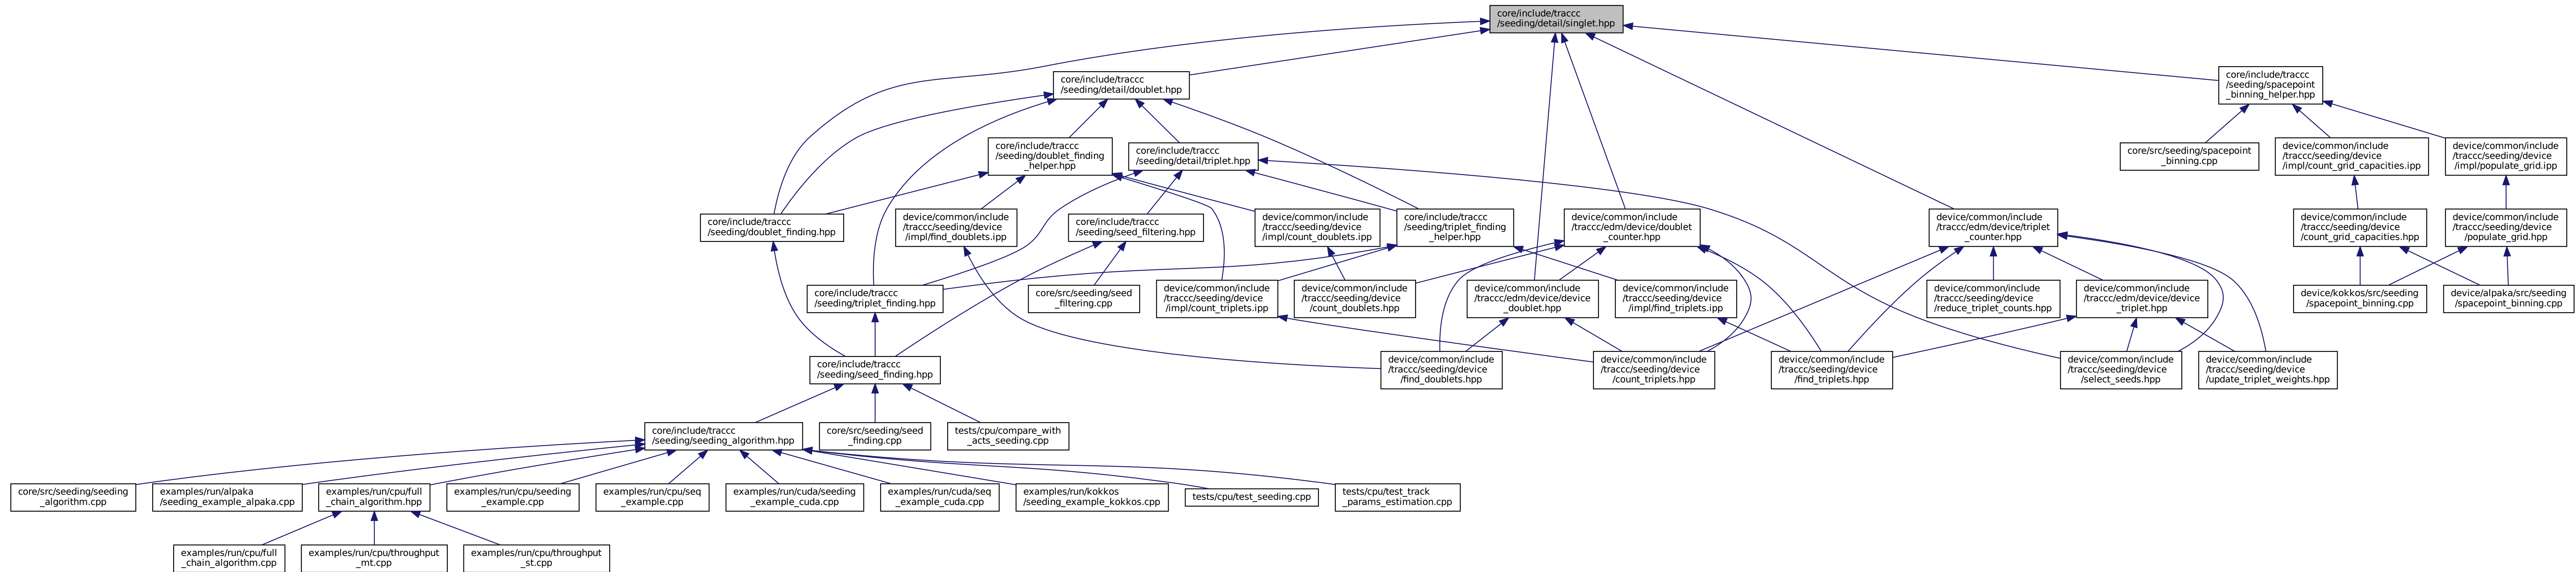 core/include/traccc
/seeding/detail/singlet.hpp
core/include/traccc
/seeding/detail/doublet.hpp
core/include/traccc
/seeding/spacepoint
_binning_helper.hpp
core/include/traccc
/seeding/doublet_finding
_helper.hpp
core/include/traccc
/seeding/detail/triplet.hpp
core/src/seeding/spacepoint
_binning.cpp
device/common/include
/traccc/seeding/device
/impl/count_grid_capacities.ipp
device/common/include
/traccc/seeding/device
/impl/populate_grid.ipp
core/include/traccc
/seeding/doublet_finding.hpp
device/common/include
/traccc/seeding/device
/impl/find_doublets.ipp
core/include/traccc
/seeding/seed_filtering.hpp
device/common/include
/traccc/seeding/device
/impl/count_doublets.ipp
core/include/traccc
/seeding/triplet_finding
_helper.hpp
device/common/include
/traccc/edm/device/doublet
_counter.hpp
device/common/include
/traccc/edm/device/triplet
_counter.hpp
device/common/include
/traccc/seeding/device
/count_grid_capacities.hpp
device/common/include
/traccc/seeding/device
/populate_grid.hpp
core/include/traccc
/seeding/triplet_finding.hpp
core/src/seeding/seed
_filtering.cpp
device/common/include
/traccc/seeding/device
/impl/count_triplets.ipp
device/common/include
/traccc/seeding/device
/count_doublets.hpp
device/common/include
/traccc/edm/device/device
_doublet.hpp
device/common/include
/traccc/seeding/device
/impl/find_triplets.ipp
device/common/include
/traccc/seeding/device
/reduce_triplet_counts.hpp
device/common/include
/traccc/edm/device/device
_triplet.hpp
device/kokkos/src/seeding
/spacepoint_binning.cpp
device/alpaka/src/seeding
/spacepoint_binning.cpp
core/include/traccc
/seeding/seed_finding.hpp
device/common/include
/traccc/seeding/device
/find_doublets.hpp
device/common/include
/traccc/seeding/device
/count_triplets.hpp
device/common/include
/traccc/seeding/device
/find_triplets.hpp
device/common/include
/traccc/seeding/device
/select_seeds.hpp
device/common/include
/traccc/seeding/device
/update_triplet_weights.hpp
core/include/traccc
/seeding/seeding_algorithm.hpp
core/src/seeding/seed
_finding.cpp
tests/cpu/compare_with
_acts_seeding.cpp
core/src/seeding/seeding
_algorithm.cpp
examples/run/alpaka
/seeding_example_alpaka.cpp
examples/run/cpu/full
_chain_algorithm.hpp
examples/run/cpu/seeding
_example.cpp
examples/run/cpu/seq
_example.cpp
examples/run/cuda/seeding
_example_cuda.cpp
examples/run/cuda/seq
_example_cuda.cpp
examples/run/kokkos
/seeding_example_kokkos.cpp
tests/cpu/test_seeding.cpp
tests/cpu/test_track
_params_estimation.cpp
examples/run/cpu/full
_chain_algorithm.cpp
examples/run/cpu/throughput
_mt.cpp
examples/run/cpu/throughput
_st.cpp